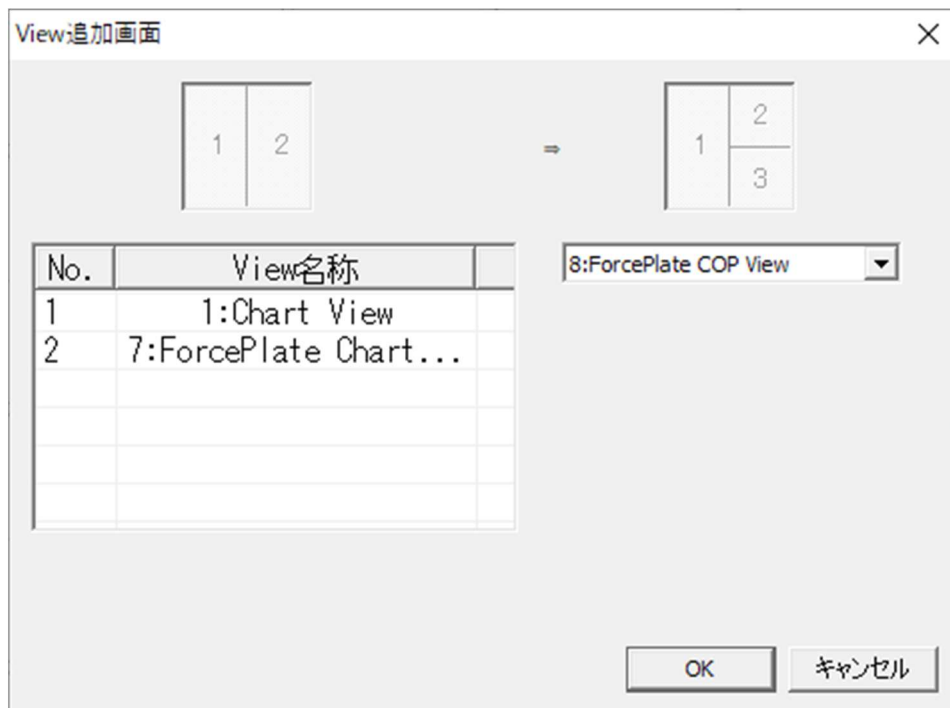 View追加画面
1 2 ⇒ 1 2
3
No. View名称
8:ForcePlate COP View
1 1:Chart View
2 7:ForcePlate Chart...
OK キャンセル